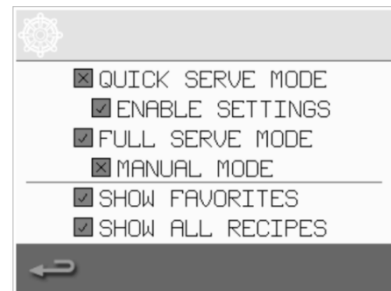 QUICK SERVE MODE
ENABLE SETTINGS
FULL SERVE MODE
MANUAL MODE
SHOW FAVORITES
SHOW ALL RECIPES